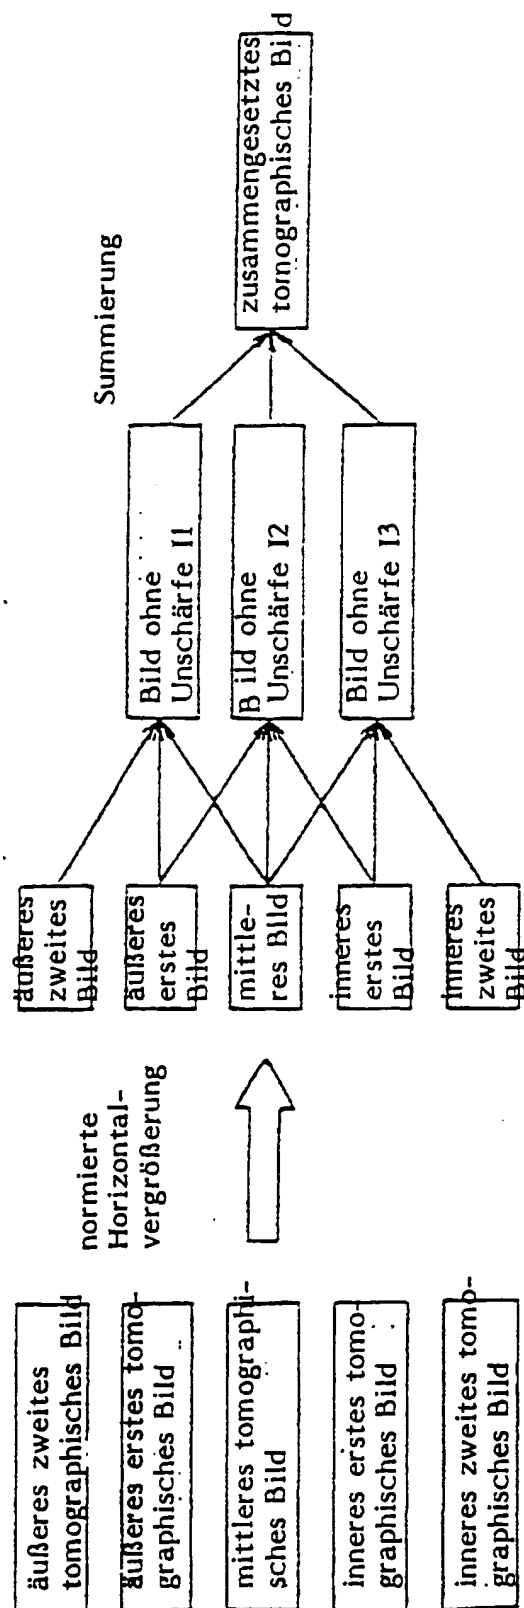 äußeres zweites
tomographisches Bild
äußeres erstes tomo-
graphisches Bild
mittleres tomographi-
sches Bild
inneres erstes tomo-
graphisches Bild
inneres zweites tomo-
graphisches Bild
normierte
Horizontal-
vergrößerung
äußeres
zweites
Bild
äußeres
erstes
Bild
mittle-
res Bild
inneres
erstes
Bild
inneres
zweites
Bild
Bild ohne
Unschärfe I1
B ild ohne
Unschärfe I2
Bild ohne
Unschärfe I3
Summierung
zusammengesetztes
tomographisches Bild